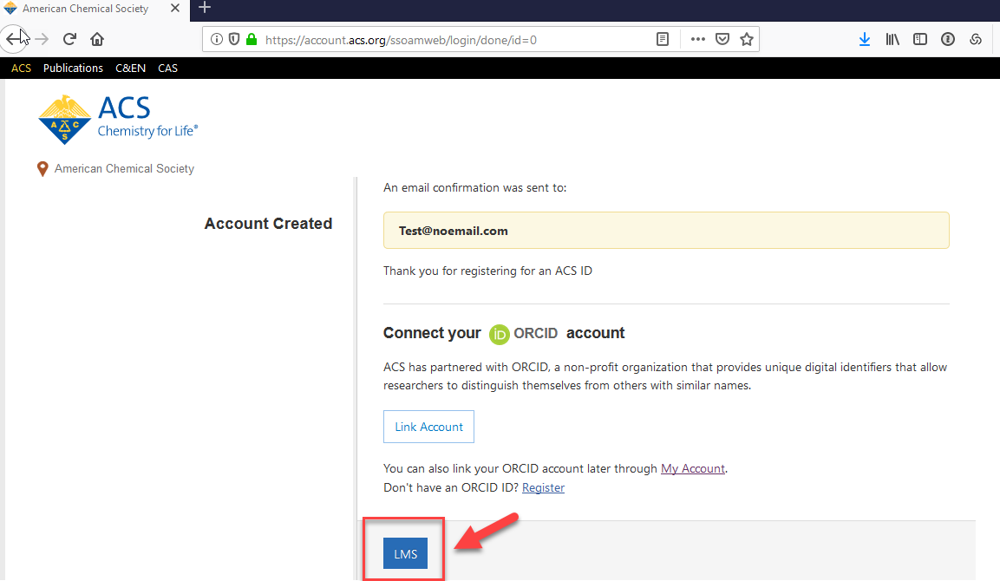 American Chemical Society
https://account.acs.org/ssoamweb/login/done/id=0
ACS Publications C&EN CAS
ACS
Chemistry for Life®
A C S
American Chemical Society
An email confirmation was sent to:
Account Created
Test@noemail.com
Thank you for registering for an ACS ID
Connect your iD ORCID account
ACS has partnered with ORCID, a non-profit organization that provides unique digital identifiers that allow
researchers to distinguish themselves from others with similar names.
Link Account
You can also link your ORCID account later through My Account.
Don't have an ORCID ID? Register
LMS